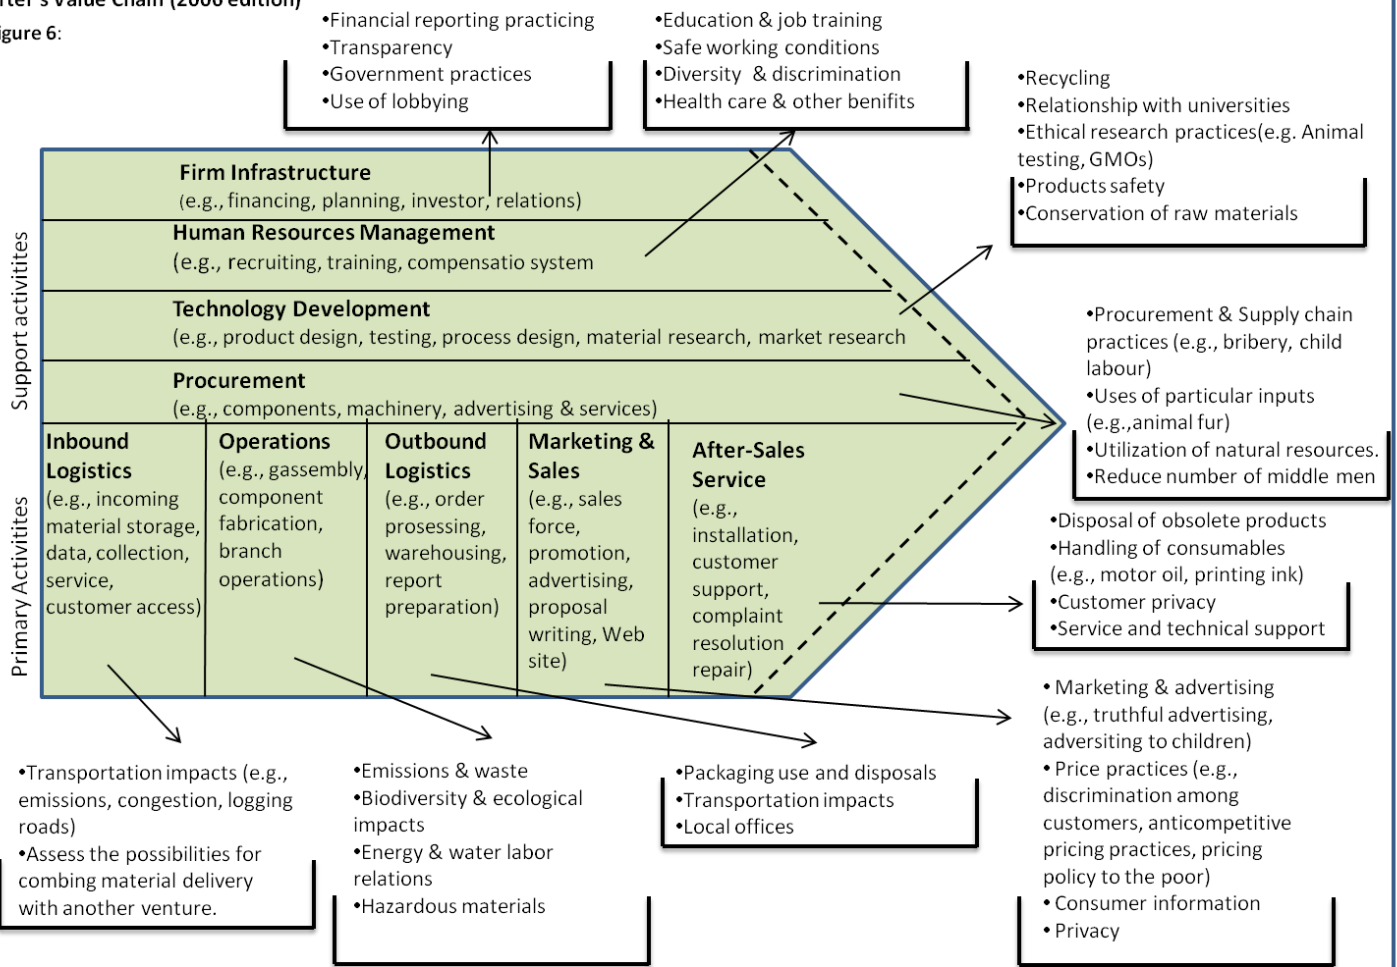 rter's Value Chain (2006 edition)
igure 6:
•Financial reporting practicing
•Transparency
•Government practices
•Use of lobbying
•Education & job training
•Safe working conditions
•Diversity & discrimination
•Health care & other benifits
•Recycling
•Relationship with universities
•Ethical research practices(e.g. Animal
testing, GMOs)
•Products safety
•Conservation of raw materials
Support activitites
Firm Infrastructure
(e.g., financing, planning, investor, relations)
Human Resources Management
(e.g., recruiting, training, compensatio system
Technology Development
(e.g., product design, testing, process design, material research, market research
Procurement
(e.g., components, machinery, advertising & services)
•Procurement & Supply chain
practices (e.g., bribery, child
labour)
•Uses of particular inputs
(e.g.,animal fur)
•Utilization of natural resources.
•Reduce number of middle men
Primary Activites
Inbound
Logistics
(e.g., incoming
material storage,
data, collection,
service,
customer access)
Operations
(e.g., gassembly,
component
fabrication,
branch
operations)
Outbound
Logistics
(e.g., order
prosessing,
warehousing,
report
preparation)
Marketing &
Sales
(e.g., sales
force,
promotion,
advertising,
proposal
writing, Web
site)
After-Sales
Service
(e.g.,
installation,
customer
support,
complaint
resolution
repair)
•Disposal of obsolete products
•Handling of consumables
(e.g., motor oil, printing ink)
•Customer privacy
•Service and technical support
•Transportation impacts (e.g.,
emissions, congestion, logging
roads)
•Assess the possibilities for
combing material delivery
with another venture.
•Emissions & waste
•Biodiversity & ecological
impacts
•Energy & water labor
relations
•Hazardous materials
•Packaging use and disposals
•Transportation impacts
•Local offices
• Marketing & advertising
(e.g., truthful advertising,
adversiting to children)
• Price practices (e.g.,
discrimination among
customers, anticompetitive
pricing practices, pricing
policy to the poor)
• Consumer information
• Privacy